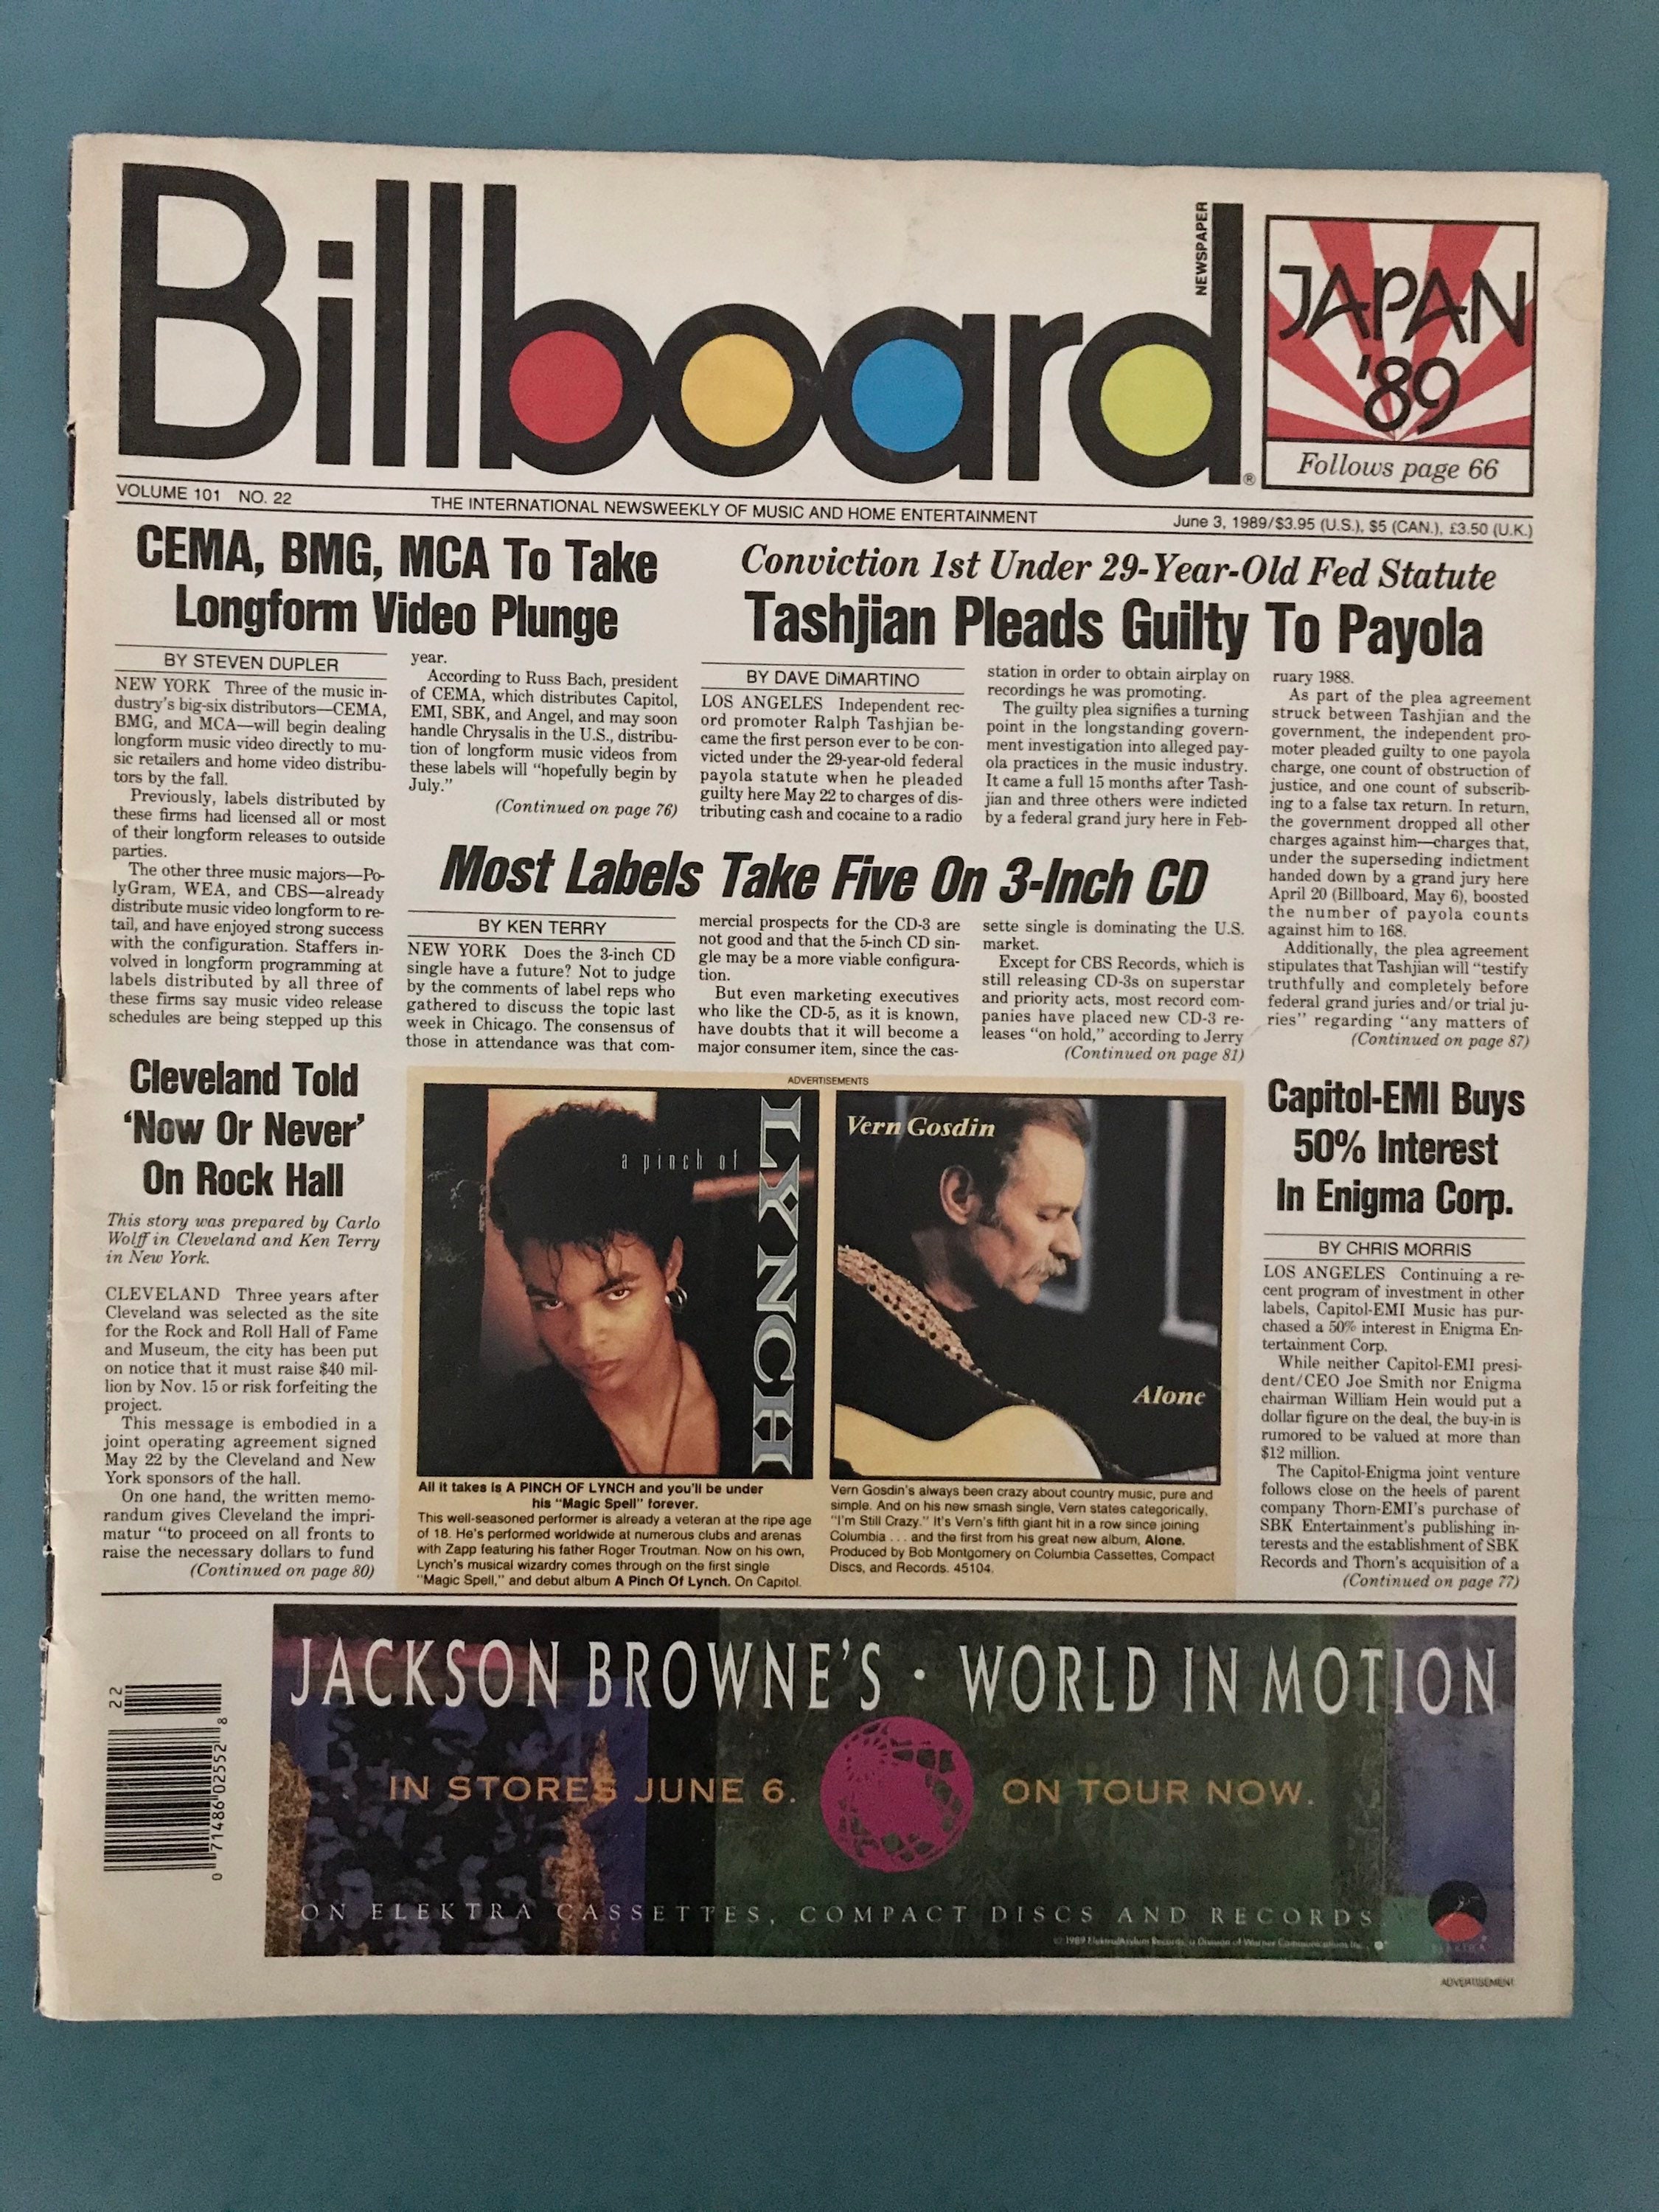 Billboard
NEWSPAPER
®
JAPAN
'89
Follows page 66
VOLUME 101 NO. 22
THE INTERNATIONAL NEWSWEEKLY OF MUSIC AND HOME ENTERTAINMENT
June 3, 1989/$3.95 (U.S.), $5 (CAN.), £3.50 (U.K.)
CEMA, BMG, MCA To Take
Longform Video Plunge
BY STEVEN DUPLER
NEW YORK Three of the music in-
dustry's big-six distributors—CEMA,
BMG, and MCA—will begin dealing
longform music video directly to mu-
sic retailers and home video distribu-
tors by the fall.
Previously, labels distributed by
these firms had licensed all or most
of their longform releases to outside
parties.
The other three music majors—Po-
lyGram, WEA, and CBS—already
distribute music video longform to re-
tail, and have enjoyed strong success
with the configuration. Staffers in-
volved in longform programming at
labels distributed by all three of
these firms say music video release
schedules are being stepped up this
year.
According to Russ Bach, president
of CEMA, which distributes Capitol,
EMI, SBK, and Angel, and may soon
handle Chrysalis in the U.S., distribu-
tion of longform music videos from
these labels will "hopefully begin by
July."
(Continued on page 76)
Conviction 1st Under 29-Year-Old Fed Statute
Tashjian Pleads Guilty To Payola
BY DAVE DiMARTINO
LOS ANGELES Independent rec-
ord promoter Ralph Tashjian be-
came the first person ever to be con-
victed under the 29-year-old federal
payola statute when he pleaded
guilty here May 22 to charges of dis-
tributing cash and cocaine to a radio
station in order to obtain airplay on
recordings he was promoting.
The guilty plea signifies a turning
point in the longstanding govern-
ment investigation into alleged pay-
ola practices in the music industry.
It came a full 15 months after Tash-
jian and three others were indicted
by a federal grand jury here in Feb-
ruary 1988.
As part of the plea agreement
struck between Tashjian and the
government, the independent pro-
moter pleaded guilty to one payola
charge, one count of obstruction of
justice, and one count of subscrib-
ing to a false tax return. In return,
the government dropped all other
charges against him—charges that,
under the superseding indictment
handed down by a grand jury here
April 20 (Billboard, May 6), boosted
the number of payola counts
against him to 168.
Additionally, the plea agreement
stipulates that Tashjian will "testify
truthfully and completely before
federal grand juries and/or trial ju-
ries" regarding "any matters of
(Continued on page 87)
Most Labels Take Five On 3-Inch CD
BY KEN TERRY
NEW YORK Does the 3-inch CD
single have a future? Not to judge
by the comments of label reps who
gathered to discuss the topic last
week in Chicago. The consensus of
those in attendance was that com-
mercial prospects for the CD-3 are
not good and that the 5-inch CD sin-
gle may be a more viable configura-
tion.
But even marketing executives
who like the CD-5, as it is known,
have doubts that it will become a
major consumer item, since the cas-
sette single is dominating the U.S.
market.
Except for CBS Records, which is
still releasing CD-3s on superstar
and priority acts, most record com-
panies have placed new CD-3 re-
leases "on hold," according to Jerry
(Continued on page 81)
Cleveland Told
'Now Or Never'
On Rock Hall
This story was prepared by Carlo
Wolff in Cleveland and Ken Terry
in New York.
CLEVELAND Three years after
Cleveland was selected as the site
for the Rock and Roll Hall of Fame
and Museum, the city has been put
on notice that it must raise $40 mil-
lion by Nov. 15 or risk forfeiting the
project.
This message is embodied in a
joint operating agreement signed
May 22 by the Cleveland and New
York sponsors of the hall.
On one hand, the written memo-
randum gives Cleveland the impri-
matur "to proceed on all fronts to
raise the necessary dollars to fund
(Continued on page 80)
ADVERTISEMENTS
a pinch of
LYNCH
All it takes is A PINCH OF LYNCH and you'll be under
his "Magic Spell" forever.
This well-seasoned performer is already a veteran at the ripe age
of 18. He's performed worldwide at numerous clubs and arenas
with Zapp featuring his father Roger Troutman. Now on his own,
Lynch's musical wizardry comes through on the first single
"Magic Spell," and debut album A Pinch Of Lynch. On Capitol.
Vern Gosdin
Alone
Vern Gosdin's always been crazy about country music, pure and
simple. And on his new smash single, Vern states categorically,
"I'm Still Crazy." It's Vern's fifth giant hit in a row since joining
Columbia . . . and the first from his great new album, Alone.
Produced by Bob Montgomery on Columbia Cassettes, Compact
Discs, and Records. 45104.
Capitol-EMI Buys
50% Interest
In Enigma Corp.
BY CHRIS MORRIS
LOS ANGELES Continuing a re-
cent program of investment in other
labels, Capitol-EMI Music has pur-
chased a 50% interest in Enigma En-
tertainment Corp.
While neither Capitol-EMI presi-
dent/CEO Joe Smith nor Enigma
chairman William Hein would put a
dollar figure on the deal, the buy-in is
rumored to be valued at more than
$12 million.
The Capitol-Enigma joint venture
follows close on the heels of parent
company Thorn-EMI's purchase of
SBK Entertainment's publishing in-
terests and the establishment of SBK
Records and Thorn's acquisition of a
(Continued on page 77)
22
0 71486 02552 8
JACKSON BROWNE'S · WORLD IN MOTION
IN STORES JUNE 6. ON TOUR NOW.
ON ELEKTRA CASSETTES, COMPACT DISCS AND RECORDS.
© 1989 Elektra/Asylum Records, a Division of Warner Communications Inc.
ELEKTRA
ADVERTISEMENT